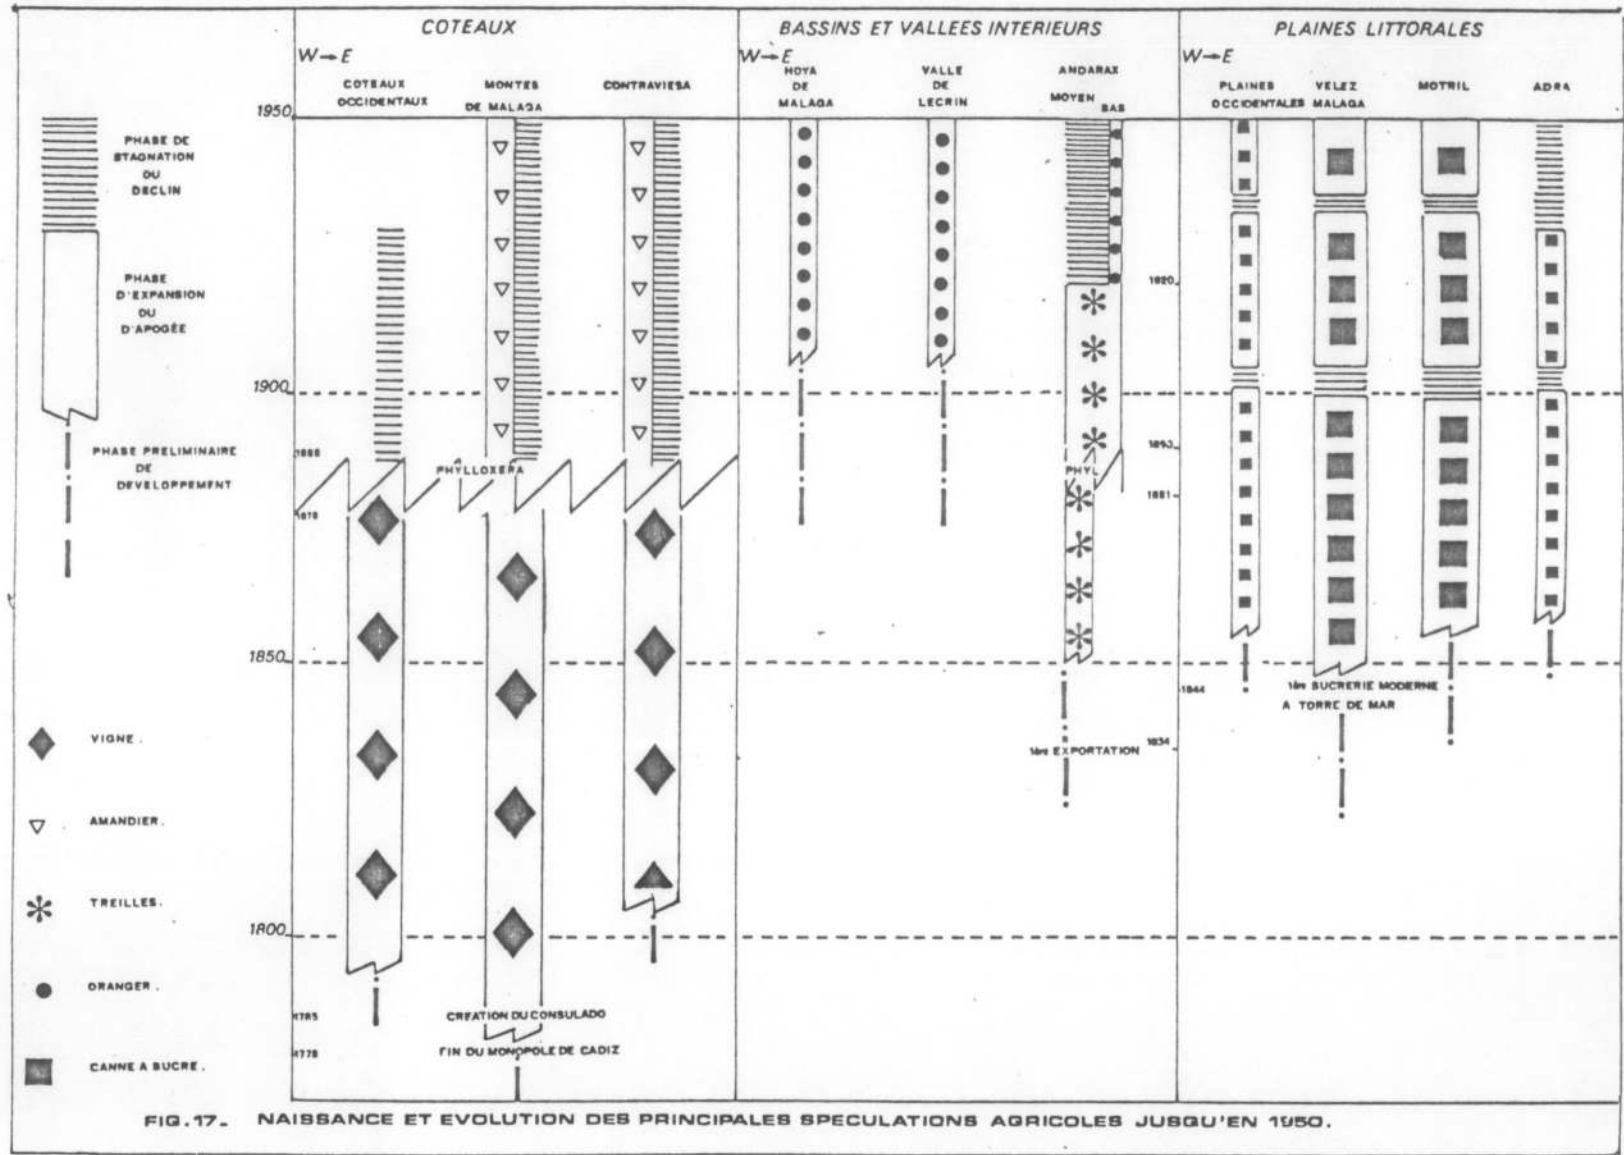 COTEAUX
BASSINS ET VALLEES INTERIEURS
PLAINES LITTORALES
W→E
W→E
W→E
COTEAUX
OCCIDENTAUX
MONTES
DE MALAGA
CONTRAVIESA
HOYA
DE
MALAGA
VALLE
DE
LECRIN
ANDARAX
MOYEN
BAS
PLAINES
OCCIDENTALES
VELEZ
MALAGA
MOTRIL
ADRA
1950
1900
1850
1800
PHASE DE
STAGNATION
OU
DECLIN
PHASE
D'EXPANSION
OU
D'APOGÉE
PHASE PRELIMINAIRE
DE
DEVELOPPEMENT
VIGNE.
AMANDIER.
TREILLES.
ORANGER.
CANNE A SUCRE.
1878
1785
1778
PHYLLOXERA
CREATION DU CONSULADO
FIN DU MONOPOLE DE CADIZ
PHYL
1ère EXPORTATION
1834
1920
1893
1881
1844
1ère SUCRERIE MODERNE
A TORRE DE MAR
FIG.17_ NAISSANCE ET EVOLUTION DES PRINCIPALES SPECULATIONS AGRICOLES JUSQU'EN 1950.